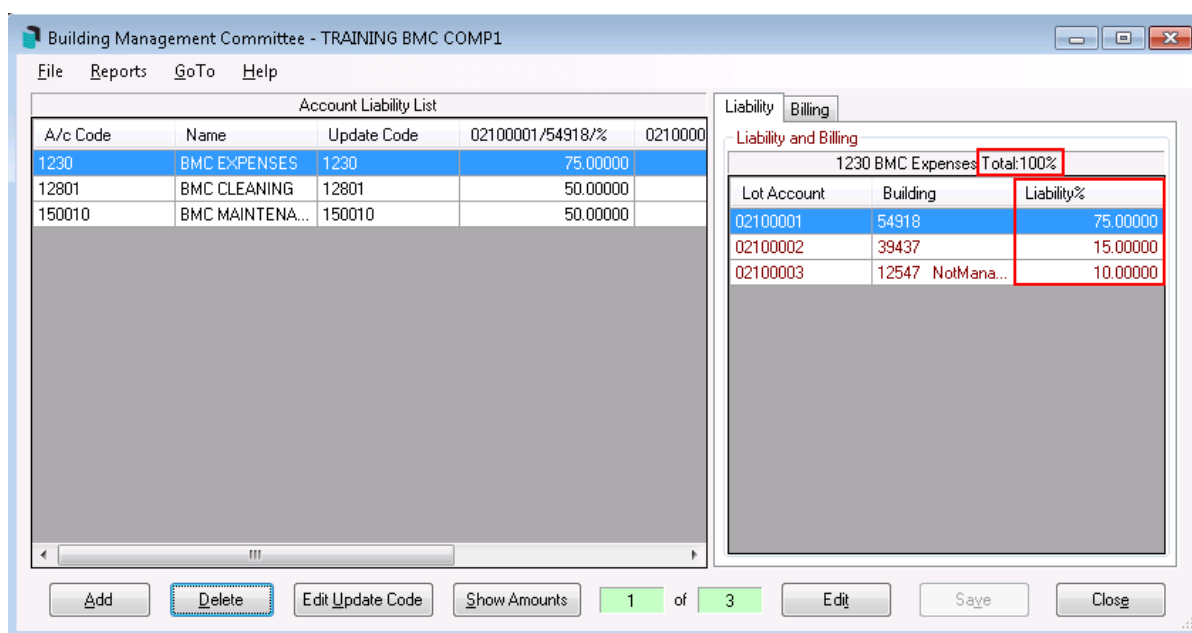 Building Management Committee - TRAINING BMC COMP1
File Reports GoTo Help
Account Liability List
A/c Code Name Update Code 02100001/54918/% 0210000
1230 BMC EXPENSES 1230 75.00000
12801 BMC CLEANING 12801 50.00000
150010 BMC MAINTENA... 150010 50.00000
Liability Billing
Liability and Billing
1230 BMC Expenses Total:100%
Lot Account Building Liability%
02100001 54918 75.00000
02100002 39437 15.00000
02100003 12547 NotMana... 10.00000
Add Delete Edit Update Code Show Amounts 1 of 3 Edit Save Close